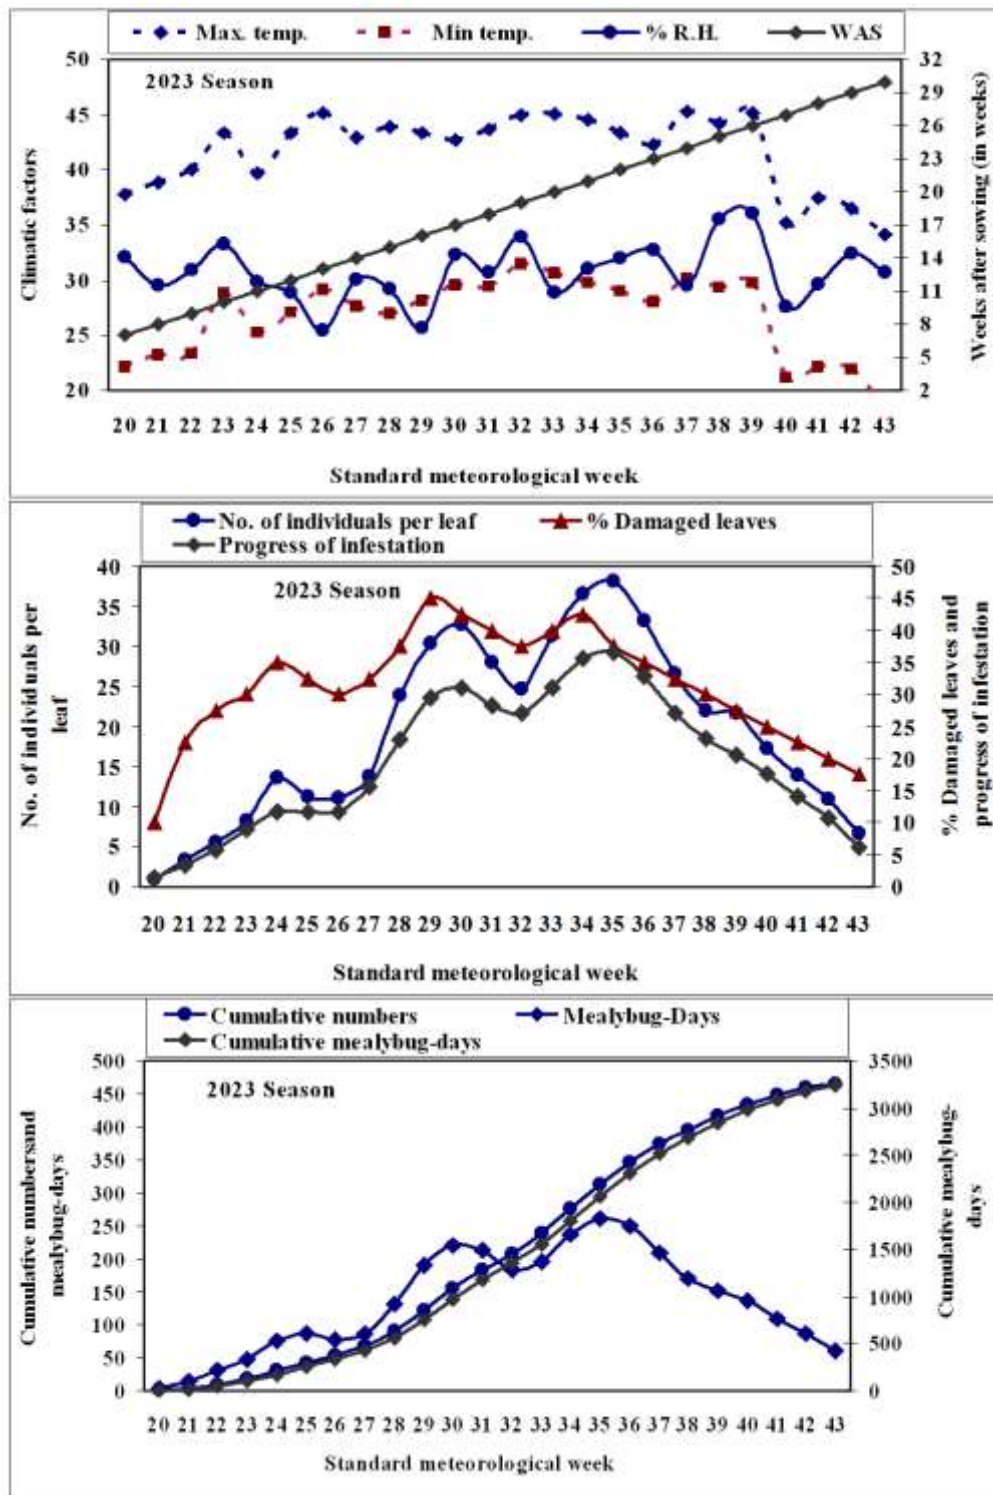 Max. temp. Min temp. % R.H. WAS
2023 Season
50 45 40 35 30 25 20
Climatic factors
32 29 26 23 20 17 14 11 8 5 2
Weeks after sowing (in weeks)
20 21 22 23 24 25 26 27 28 29 30 31 32 33 34 35 36 37 38 39 40 41 42 43
Standard meteorological week
No. of individuals per leaf % Damaged leaves
Progress of infestation
2023 Season
40 35 30 25 20 15 10 5 0
No. of individuals per
leaf
50 45 40 35 30 25 20 15 10 5 0
% Damaged leaves and
progress of infestation
20 21 22 23 24 25 26 27 28 29 30 31 32 33 34 35 36 37 38 39 40 41 42 43
Standard meteorological week
Cumulative numbers Mealybug-Days
Cumulative mealybug-days
2023 Season
500 450 400 350 300 250 200 150 100 50 0
Cumulative numbersand
mealybug-days
3500 3000 2500 2000 1500 1000 500 0
Cumulative mealybug-
days
20 21 22 23 24 25 26 27 28 29 30 31 32 33 34 35 36 37 38 39 40 41 42 43
Standard meteorological week